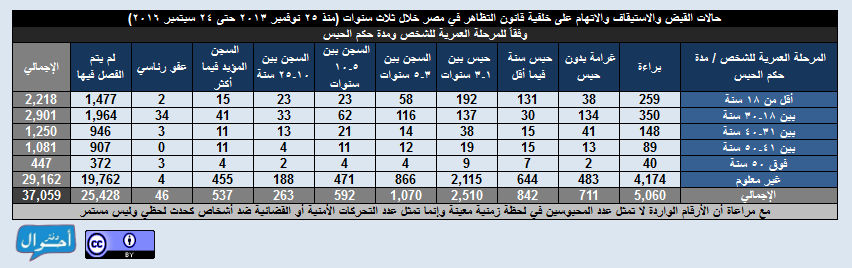 حالات القبض والاستيقاف والاتهام على خلفية قانون التظاهر في مصر خلال ثلاث سنوات (منذ ٢٥ نوفمبر ٢٠١٣ حتى ٢٤ سبتمبر ٢٠١٦)
وفقاً للمرحلة العمرية للشخص ومدة حكم الحبس
المرحلة العمرية للشخص / مدة حكم الحبس | براءة | غرامة بدون حبس | حبس سنة فيما أقل | حبس بين ١-٣ سنوات | السجن بين ٣-٥ سنوات | السجن بين ٥-١٠ سنوات | السجن بين ١٠-٢٥ سنة | السجن المؤبد فيما أكثر | عفو رئاسي | لم يتم الفصل فيها | الإجمالي
أقل من ١٨ سنة | 259 | 38 | 131 | 192 | 58 | 23 | 23 | 15 | 2 | 1,477 | 2,218
بين ١٨-٣٠ سنة | 350 | 134 | 30 | 137 | 116 | 62 | 33 | 41 | 34 | 1,964 | 2,901
بين ٣١-٤٠ سنة | 148 | 41 | 15 | 38 | 14 | 21 | 13 | 11 | 3 | 946 | 1,250
بين ٤١-٥٠ سنة | 89 | 13 | 15 | 19 | 12 | 11 | 4 | 11 | 0 | 907 | 1,081
فوق ٥٠ سنة | 40 | 2 | 7 | 9 | 4 | 4 | 2 | 4 | 3 | 372 | 447
غير معلوم | 4,174 | 483 | 644 | 2,115 | 866 | 471 | 188 | 455 | 4 | 19,762 | 29,162
الإجمالي | 5,060 | 711 | 842 | 2,510 | 1,070 | 592 | 263 | 537 | 46 | 25,428 | 37,059
مع مراعاة أن الأرقام الواردة لا تمثل عدد المحبوسين في لحظة زمنية معينة وإنما تمثل عدد التحركات الأمنية أو القضائية ضد أشخاص كحدث لحظي وليس مستمر
دفتر أحوال
cc BY